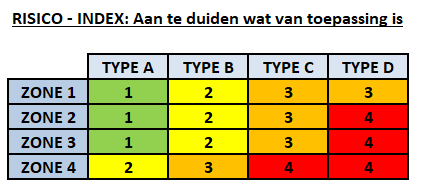 RISICO - INDEX: Aan te duiden wat van toepassing is
TYPE A TYPE B TYPE C TYPE D
ZONE 1 1 2 3 3
ZONE 2 1 2 3 4
ZONE 3 1 2 3 4
ZONE 4 2 3 4 4